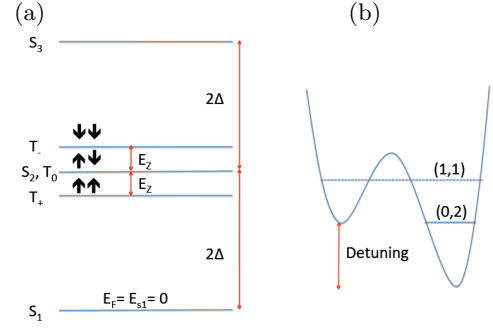 (a)
S3
2Δ
T-
EZ
S2, T0
EZ
T+
2Δ
EF= Es1= 0
S1
(b)
(1,1)
(0,2)
Detuning